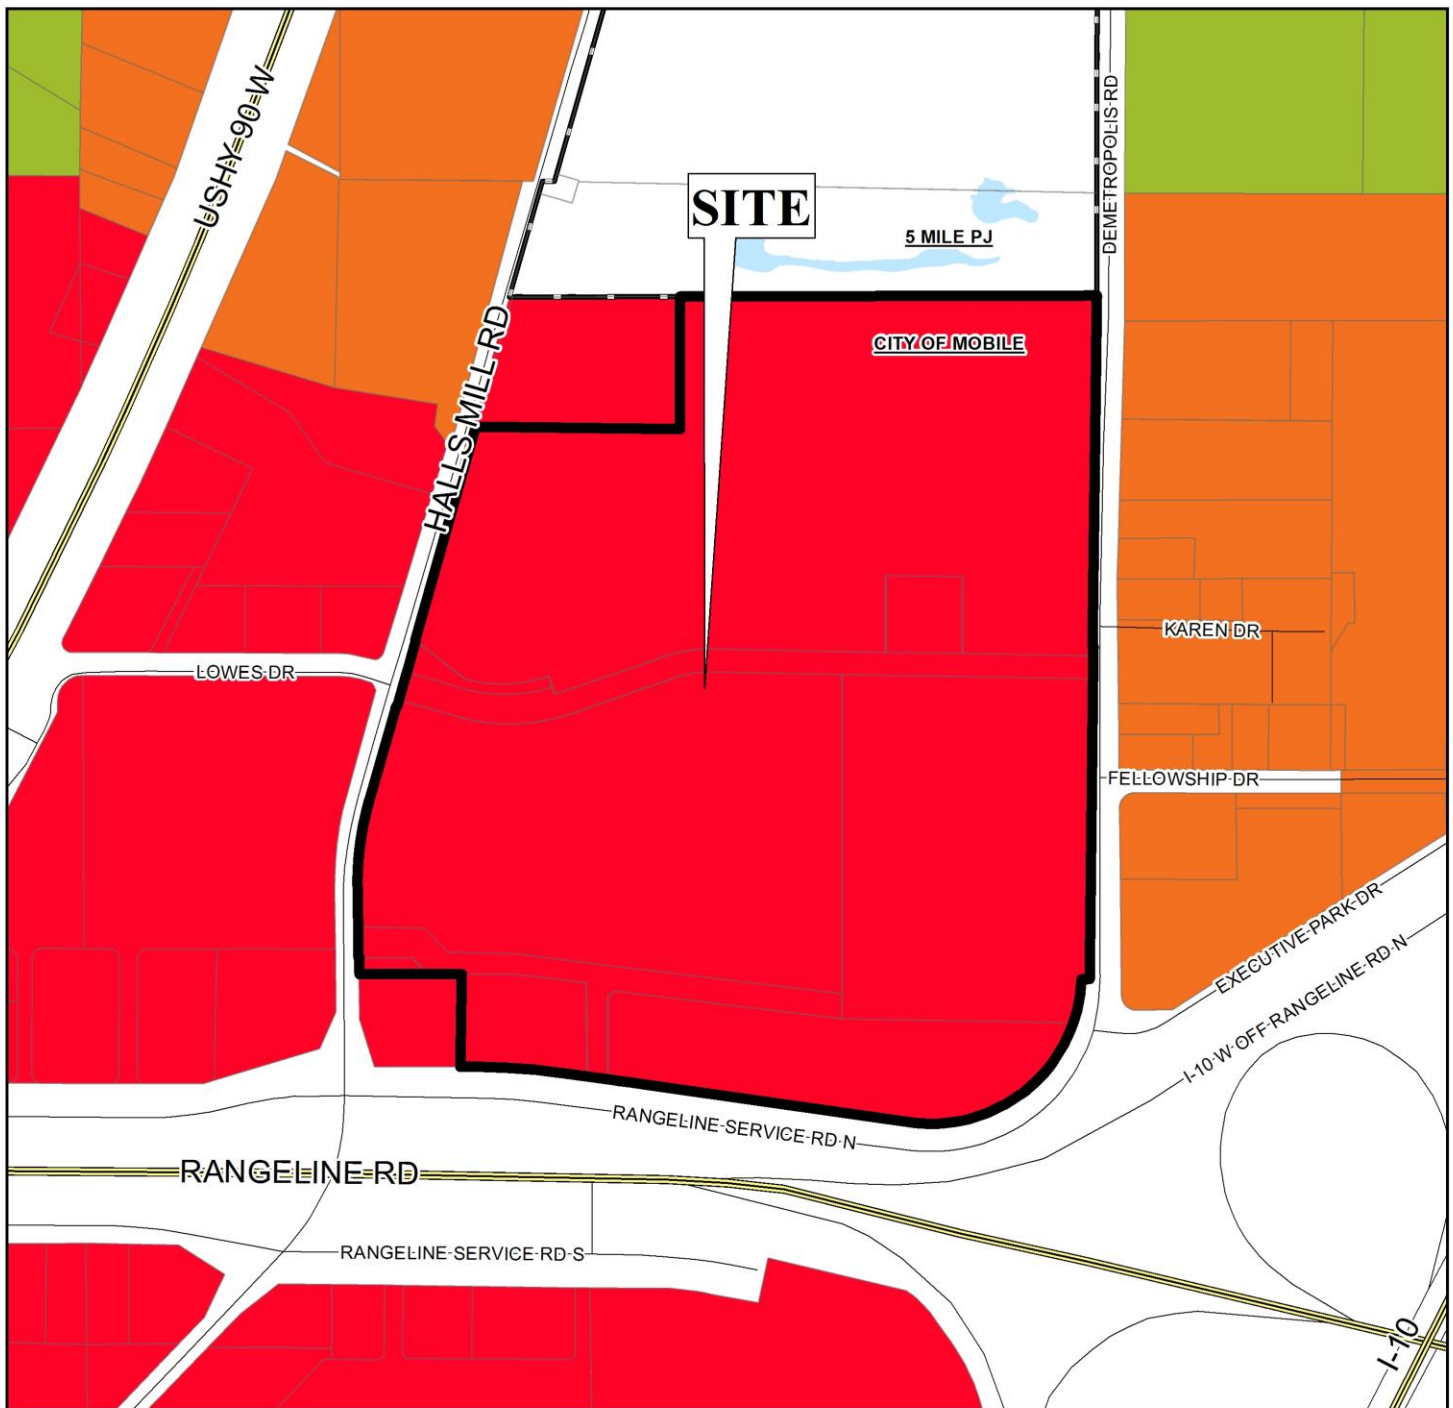 USHY 90 W
DEMETROPOLIS RD
SITE
5 MILE PJ
CITY OF MOBILE
HALLS MILL RD
KAREN DR
LOWES DR
FELLOWSHIP DR
EXECUTIVE PARK DR
I-10 W OFF RANGELINE RD N
RANGELINE SERVICE RD N
RANGELINE RD
RANGELINE SERVICE RD S
I-10